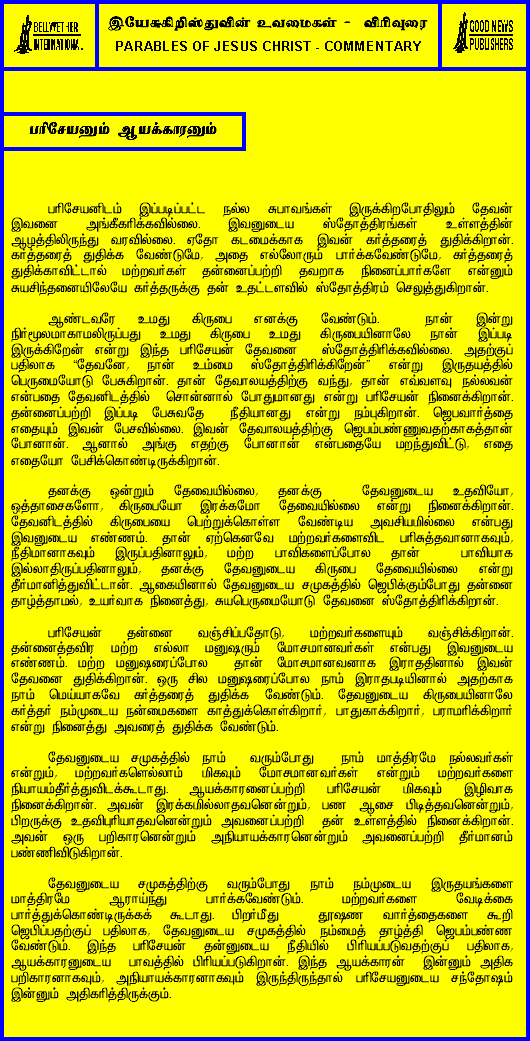 BELLWETHER
INTERNATIONAL
இயேசுகிறிஸ்துவின் உவமைகள் - விரிவுரை
PARABLES OF JESUS CHRIST - COMMENTARY
GOOD NEWS
PUBLISHERS
பரிசேயனும் ஆயக்காரனும்
பரிசேயனிடம் இப்படிப்பட்ட நல்ல சுபாவங்கள் இருக்கிறபோதிலும் தேவன்
இவனை அங்கீகரிக்கவில்லை. இவனுடைய ஸ்தோத்திரங்கள் உள்ளத்தின்
ஆழத்திலிருந்து வரவில்லை. ஏதோ கடமைக்காக இவன் கர்த்தரைத் துதிக்கிறான்.
கர்த்தரைத் துதிக்க வேண்டுமே, அதை எல்லோரும் பார்க்கவேண்டுமே, கர்த்தரைத்
துதிக்காவிட்டால் மற்றவர்கள் தன்னைப்பற்றி தவறாக நினைப்பார்களே என்னும்
சுயசிந்தனையிலேயே கர்த்தருக்கு தன் உதட்டளவில் ஸ்தோத்திரம் செலுத்துகிறான்.
ஆண்டவரே உமது கிருபை எனக்கு வேண்டும். நான் இன்று
நிர்மூலமாகாமலிருப்பது உமது கிருபை உமது கிருபையினாலே நான் இப்படி
இருக்கிறேன் என்று இந்த பரிசேயன் தேவனை ஸ்தோத்திரிக்கவில்லை. அதற்குப்
பதிலாக "தேவனே, நான் உம்மை ஸ்தோத்திரிக்கிறேன்" என்று இருதயத்தில்
பெருமையோடு பேசுகிறான். தான் தேவாலயத்திற்கு வந்து, தான் எவ்வளவு நல்லவன்
என்பதை தேவனிடத்தில் சொன்னால் போதுமானது என்று பரிசேயன் நினைக்கிறான்.
தன்னைப்பற்றி இப்படி பேசுவதே நீதியானது என்று நம்புகிறான். ஜெபவார்த்தை
எதையும் இவன் பேசவில்லை. இவன் தேவாலயத்திற்கு ஜெபம்பண்ணுவதற்காகத்தான்
போனான். ஆனால் அங்கு எதற்கு போனான் என்பதையே மறந்துவிட்டு, எதை
எதையோ பேசிக்கொண்டிருக்கிறான்.
தனக்கு ஒன்றும் தேவையில்லை, தனக்கு தேவனுடைய உதவியோ,
ஒத்தாசைகளோ, கிருபையோ இரக்கமோ தேவையில்லை என்று நினைக்கிறான்.
தேவனிடத்தில் கிருபையை பெற்றுக்கொள்ள வேண்டிய அவசியமில்லை என்பது
இவனுடைய எண்ணம். தான் ஏற்கெனவே மற்றவர்களைவிட பரிசுத்தவானாகவும்,
நீதிமானாகவும் இருப்பதினாலும், மற்ற பாவிகளைப்போல தான் பாவியாக
இல்லாதிருப்பதினாலும், தனக்கு தேவனுடைய கிருபை தேவையில்லை என்று
தீர்மானித்துவிட்டான். ஆகையினால் தேவனுடைய சமுகத்தில் ஜெபிக்கும்போது தன்னை
தாழ்த்தாமல், உயர்வாக நினைத்து, சுயபெருமையோடு தேவனை ஸ்தோத்திரிக்கிறான்.
பரிசேயன் தன்னை வஞ்சிப்பதோடு, மற்றவர்களையும் வஞ்சிக்கிறான்.
தன்னைத்தவிர மற்ற எல்லா மனுஷரும் மோசமானவர்கள் என்பது இவனுடைய
எண்ணம். மற்ற மனுஷரைப்போல தான் மோசமானவனாக இராததினால் இவன்
தேவனை துதிக்கிறான். ஒரு சில மனுஷரைப்போல நாம் இராதபடியினால் அதற்காக
நாம் மெய்யாகவே கர்த்தரைத் துதிக்க வேண்டும். தேவனுடைய கிருபையினாலே
கர்த்தர் நம்முடைய நன்மைகளை காத்துக்கொள்கிறார், பாதுகாக்கிறார், பராமரிக்கிறார்
என்று நினைத்து அவரைத் துதிக்க வேண்டும்.
தேவனுடைய சமுகத்தில் நாம் வரும்போது நாம் மாத்திரமே நல்லவர்கள்
என்றும், மற்றவர்களெல்லாம் மிகவும் மோசமானவர்கள் என்றும் மற்றவர்களை
நியாயம்தீர்த்துவிடக்கூடாது. ஆயக்காரனைப்பற்றி பரிசேயன் மிகவும் இழிவாக
நினைக்கிறான். அவன் இரக்கமில்லாதவனென்றும், பண ஆசை பிடித்தவனென்றும்,
பிறருக்கு உதவிபுரியாதவனென்றும் அவனைப்பற்றி தன் உள்ளத்தில் நினைக்கிறான்.
அவன் ஒரு பறிகாரனென்றும் அநியாயக்காரனென்றும் அவனைப்பற்றி தீர்மானம்
பண்ணிவிடுகிறான்.
தேவனுடைய சமுகத்திற்கு வரும்போது நாம் நம்முடைய இருதயங்களை
மாத்திரமே ஆராய்ந்து பார்க்கவேண்டும். மற்றவர்களை வேடிக்கை
பார்த்துக்கொண்டிருக்கக் கூடாது. பிறர்மீது தூஷண வார்த்தைகளை கூறி
ஜெபிப்பதற்குப் பதிலாக, தேவனுடைய சமுகத்தில் நம்மைத் தாழ்த்தி ஜெபம்பண்ண
வேண்டும். இந்த பரிசேயன் தன்னுடைய நீதியில் பிரியப்படுவதற்குப் பதிலாக,
ஆயக்காரனுடைய பாவத்தில் பிரியப்படுகிறான். இந்த ஆயக்காரன் இன்னும் அதிக
பறிகாரனாகவும், அநியாயக்காரனாகவும் இருந்திருந்தால் பரிசேயனுடைய சந்தோஷம்
இன்னும் அதிகரித்திருக்கும்.